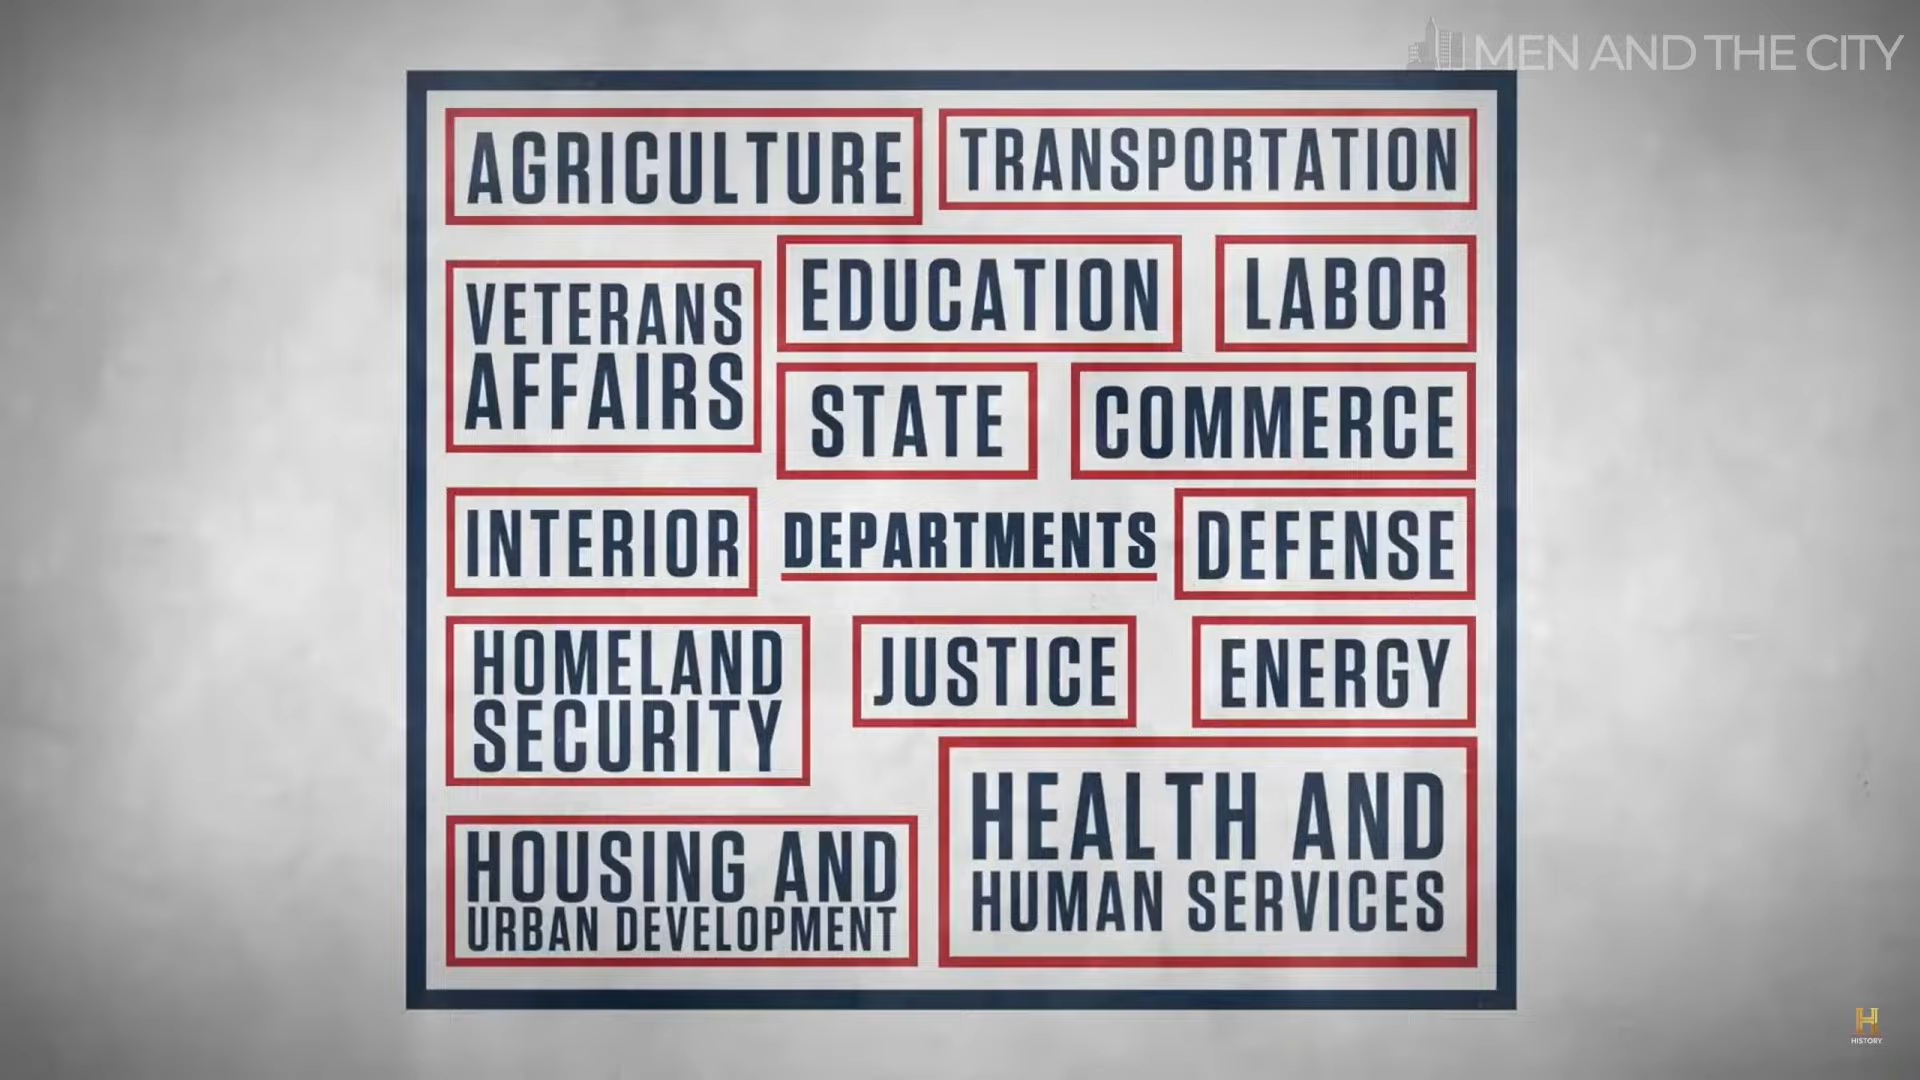 MEN AND THE CITY
AGRICULTURE
TRANSPORTATION
VETERANS
AFFAIRS
EDUCATION
LABOR
STATE
COMMERCE
INTERIOR
DEPARTMENTS
DEFENSE
HOMELAND
SECURITY
JUSTICE
ENERGY
HOUSING AND
URBAN DEVELOPMENT
HEALTH AND
HUMAN SERVICES
H
HISTORY